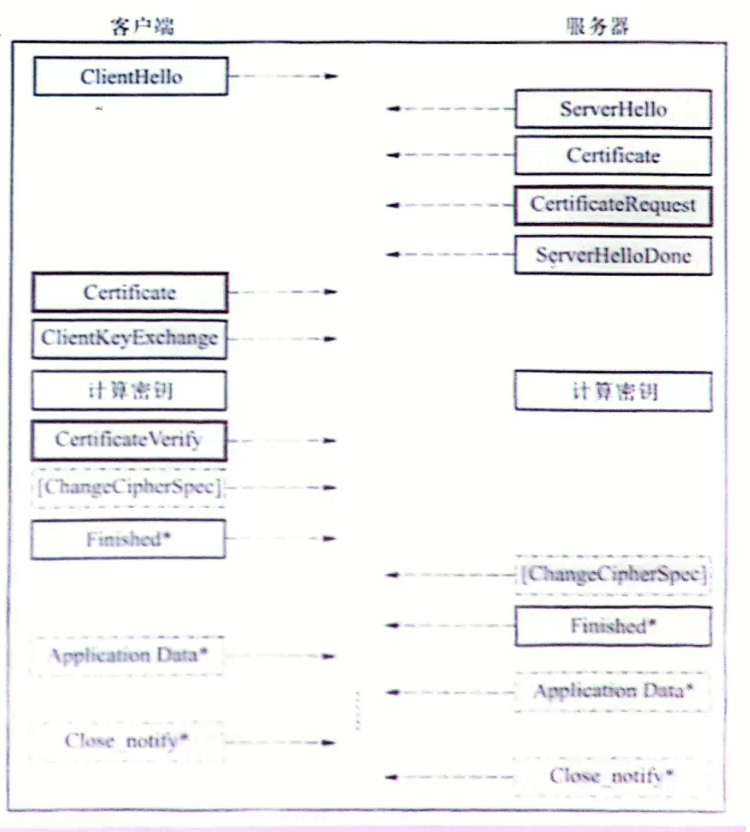 客户端 服务器
ClientHello
ServerHello
Certificate
CertificateRequest
ServerHelloDone
Certificate
ClientKeyExchange
计算密钥 计算密钥
CertificateVerify
[ChangeCipherSpec]
Finished*
[ChangeCipherSpec]
Finished*
Application Data*
Application Data*
Close_notify*
Close_notify*